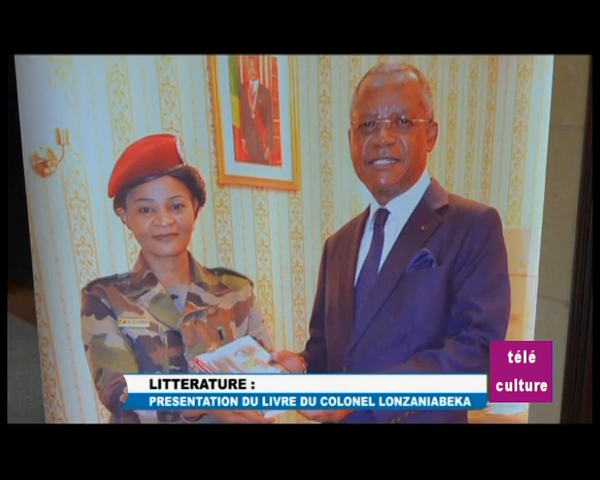 LITTERATURE :
PRESENTATION DU LIVRE DU COLONEL LONZANIABEKA
télé
culture